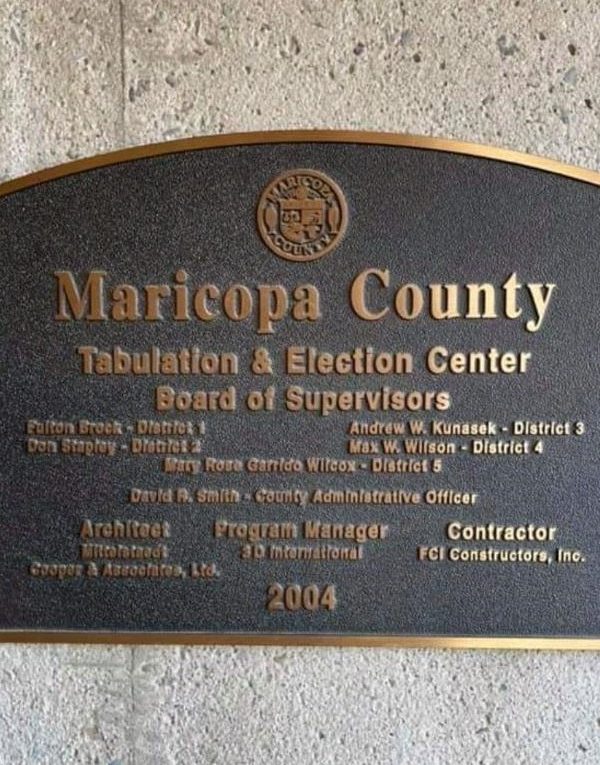 MARICOPA
COUNTY
Maricopa County
Tabulation & Election Center
Board of Supervisors
Fulton Brock - District 1 Andrew W. Kunasek - District 3
Don Stapley - District 2 Max W. Wilson - District 4
Mary Rose Garrido Wilcox - District 5
David R. Smith - County Administrative Officer
Architect Program Manager Contractor
Mittelstaedt 3D International FCI Constructors, Inc.
Cooper & Associates, Ltd.
2004